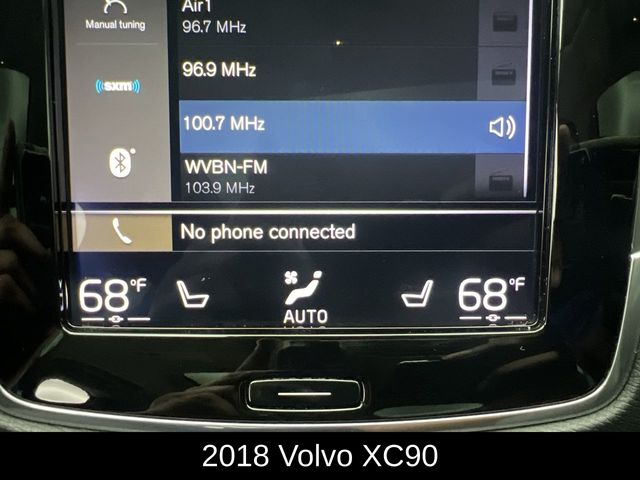 Air1
Manual tuning
96.7 MHz
96.9 MHz
sxm
100.7 MHz
WVBN-FM
103.9 MHz
No phone connected
68°F
AUTO
68°F
2018 Volvo XC90